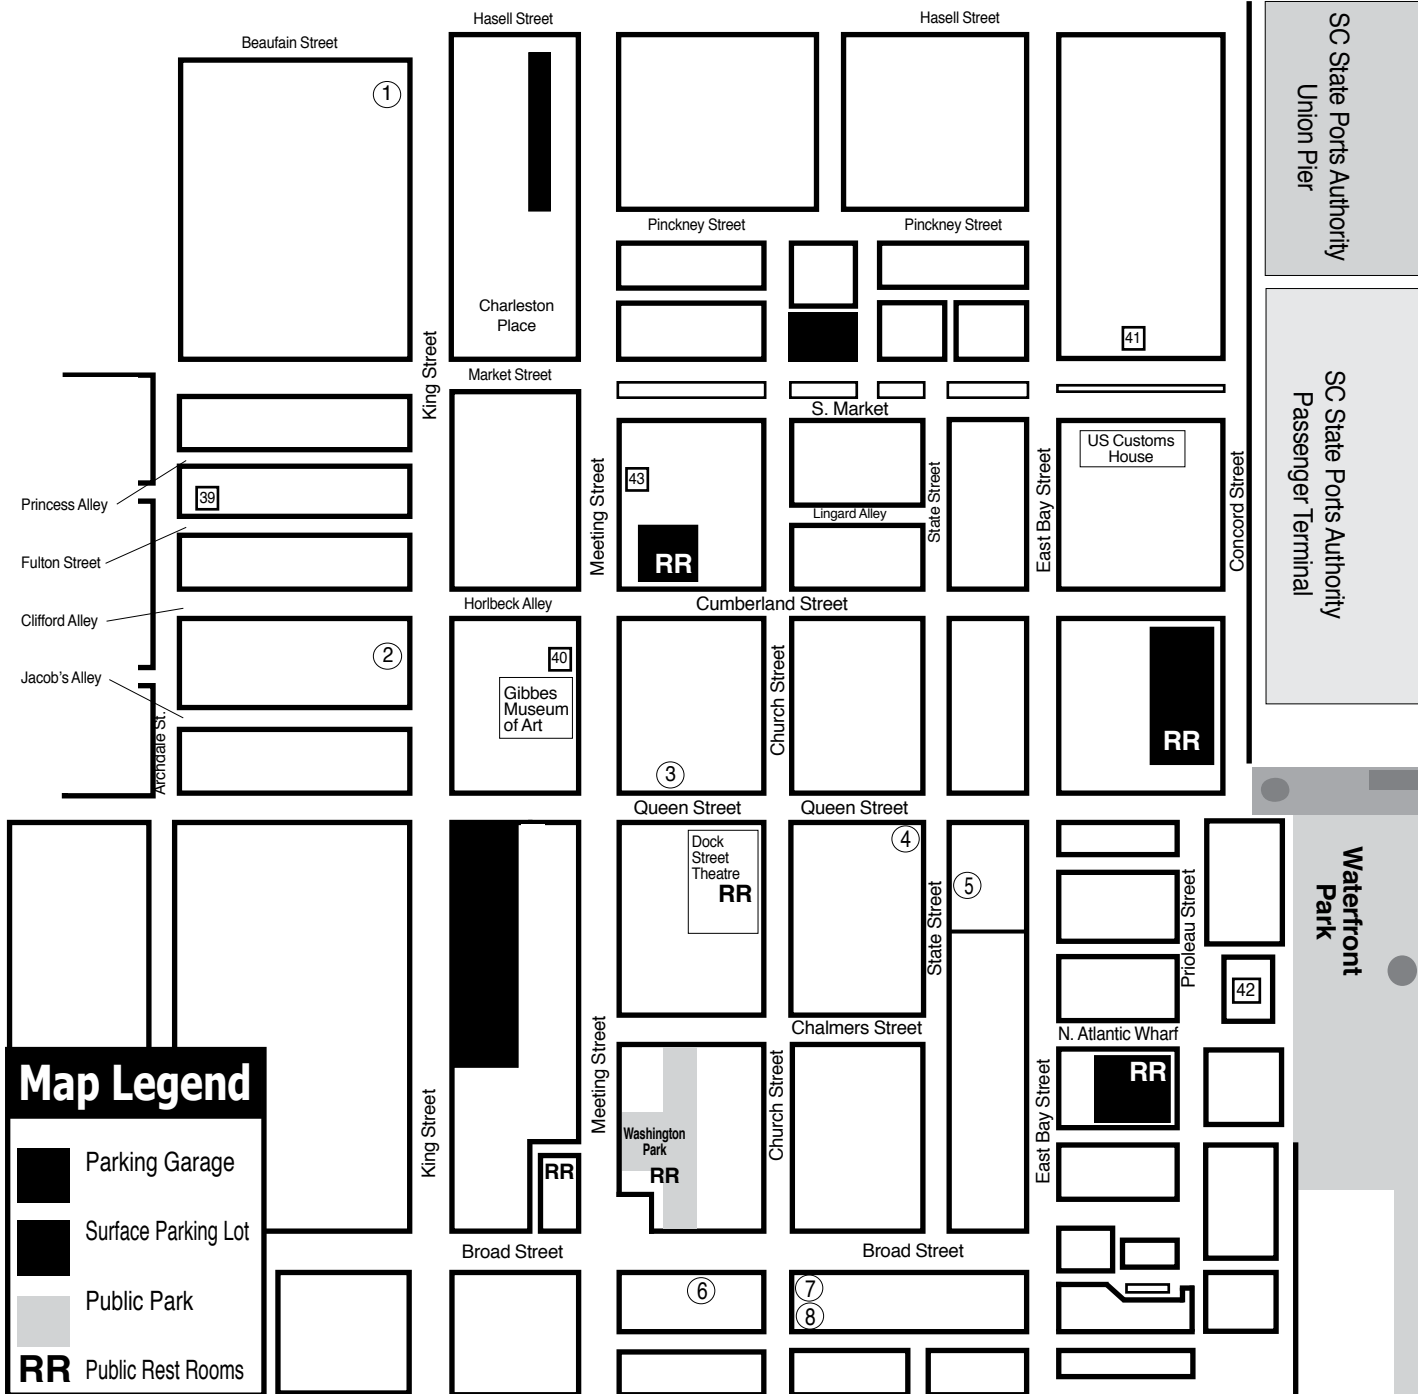 Hasell Street
Hasell Street
Beaufain Street
1
SC State Ports Authority
Union Pier
Pinckney Street
Pinckney Street
Charleston
Place
King Street
41
Market Street
S. Market
SC State Ports Authority
Passenger Terminal
US Customs
House
Princess Alley
39
43
Meeting Street
State Street
East Bay Street
Concord Street
Lingard Alley
Fulton Street
RR
Horlbeck Alley
Cumberland Street
Clifford Alley
2
40
Jacob's Alley
Gibbes
Museum
of Art
Church Street
RR
Archdale St.
3
Queen Street
Queen Street
Dock
Street
Theatre
RR
4
5
State Street
Prioleau Street
Waterfront
Park
42
Chalmers Street
N. Atlantic Wharf
Map Legend
King Street
Meeting Street
Church Street
East Bay Street
RR
Washington
Park
RR
RR
Parking Garage
Surface Parking Lot
Public Park
RR Public Rest Rooms
Broad Street
Broad Street
6
7
8